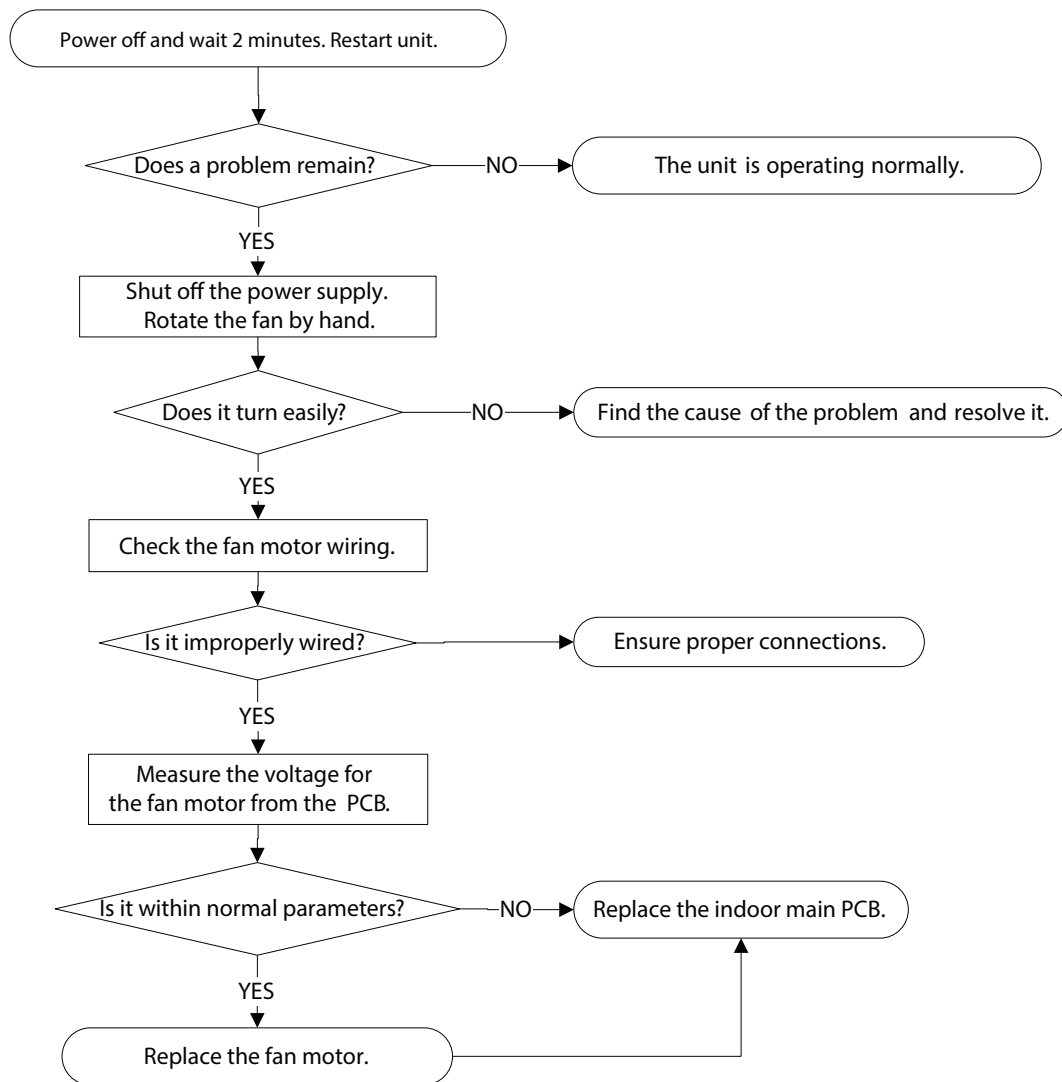 Power off and wait 2 minutes. Restart unit.
Does a problem remain?
NO
The unit is operating normally.
YES
Shut off the power supply.
Rotate the fan by hand.
Does it turn easily?
NO
Find the cause of the problem and resolve it.
YES
Check the fan motor wiring.
Is it improperly wired?
Ensure proper connections.
YES
Measure the voltage for
the fan motor from the PCB.
Is it within normal parameters?
NO
Replace the indoor main PCB.
YES
Replace the fan motor.